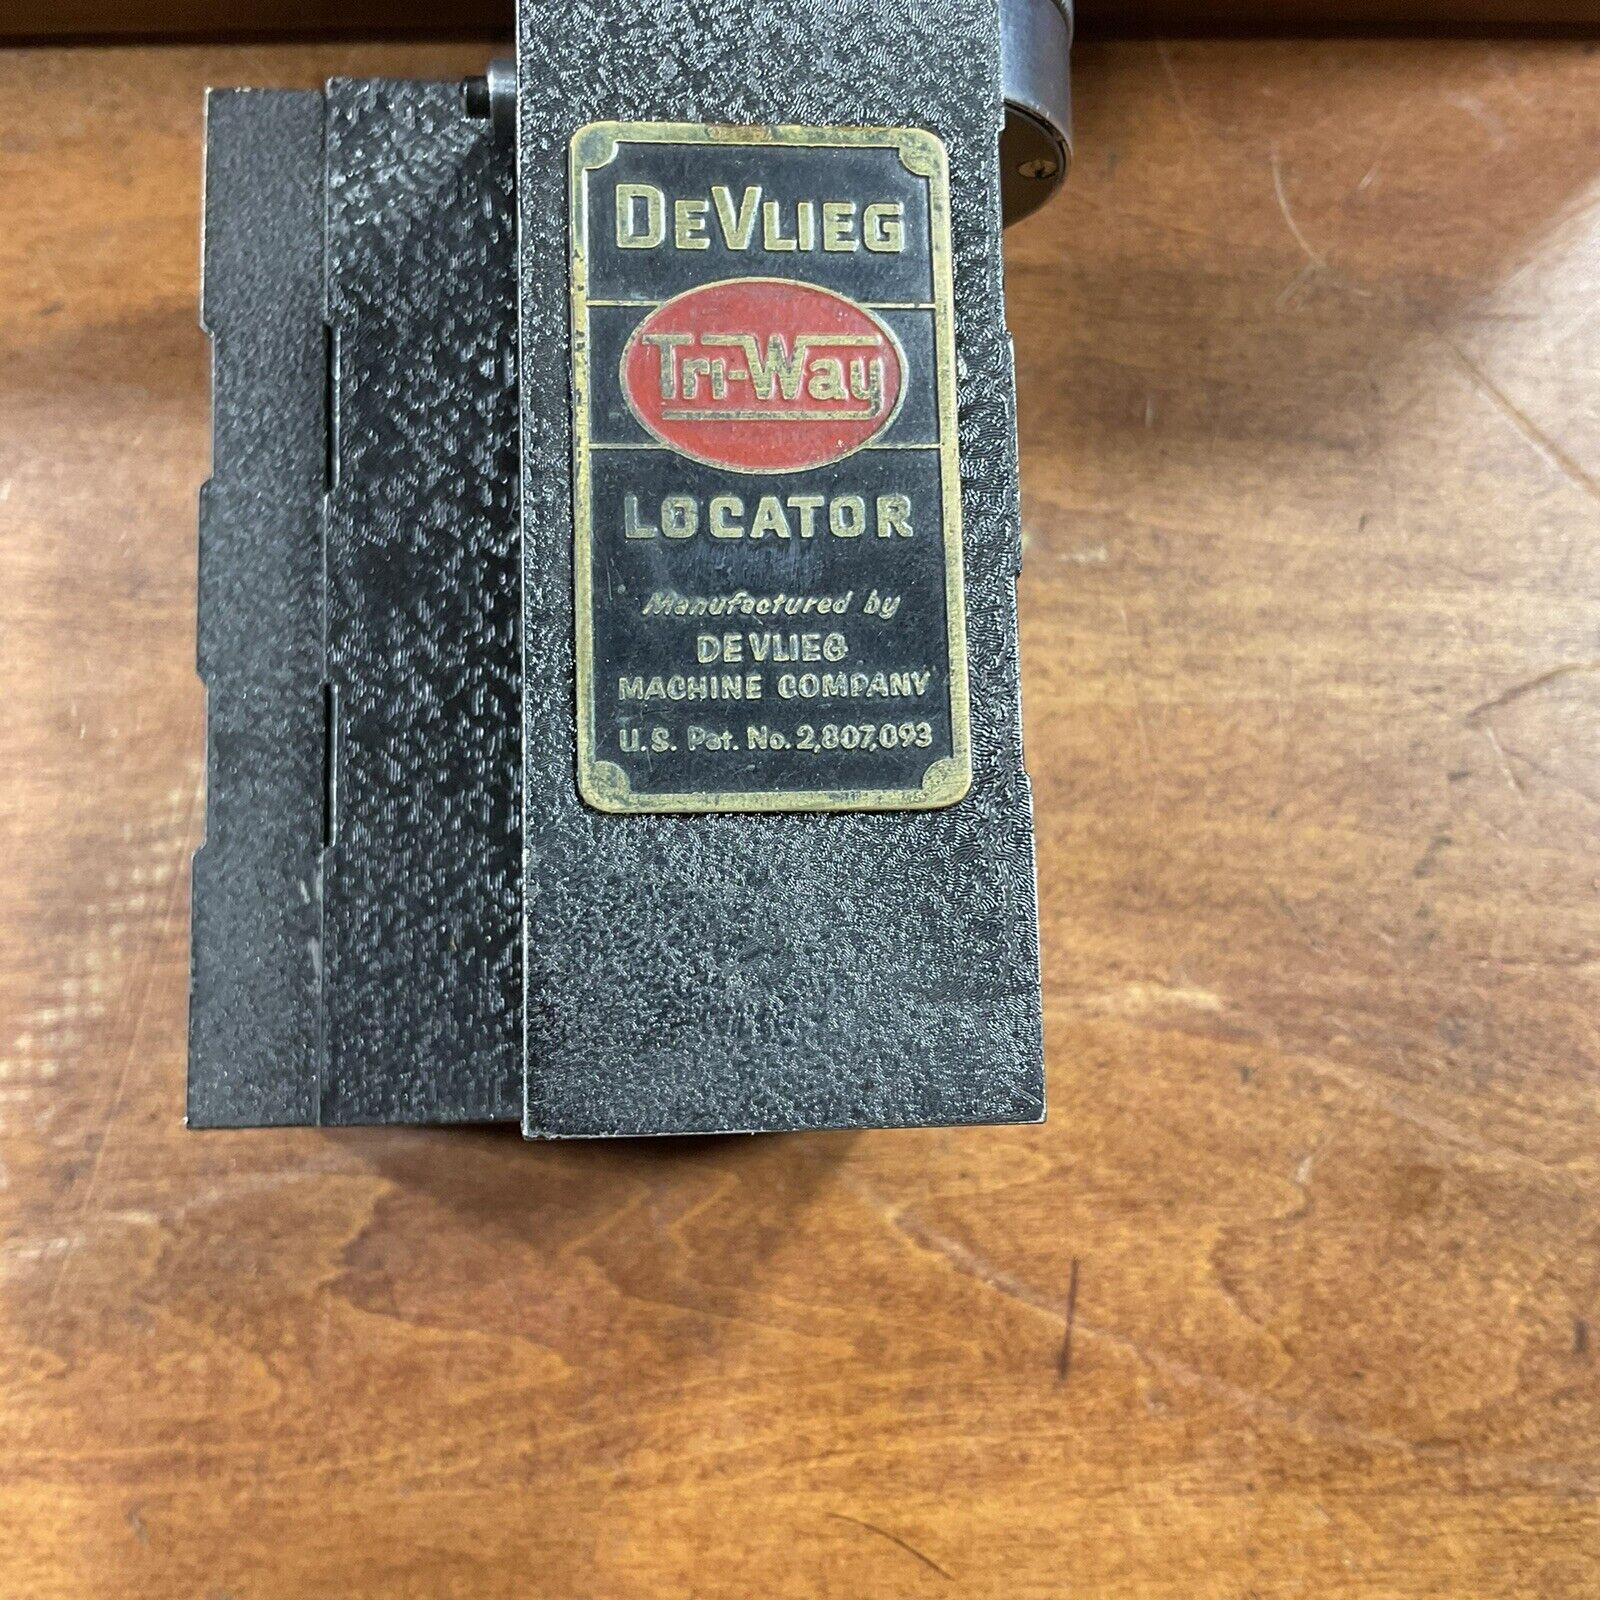 DEVLIEG
Tri-Way
LOCATOR
Manufactured by
DEVLIEG
MACHINE COMPANY
U.S. Pat. No. 2,807,093